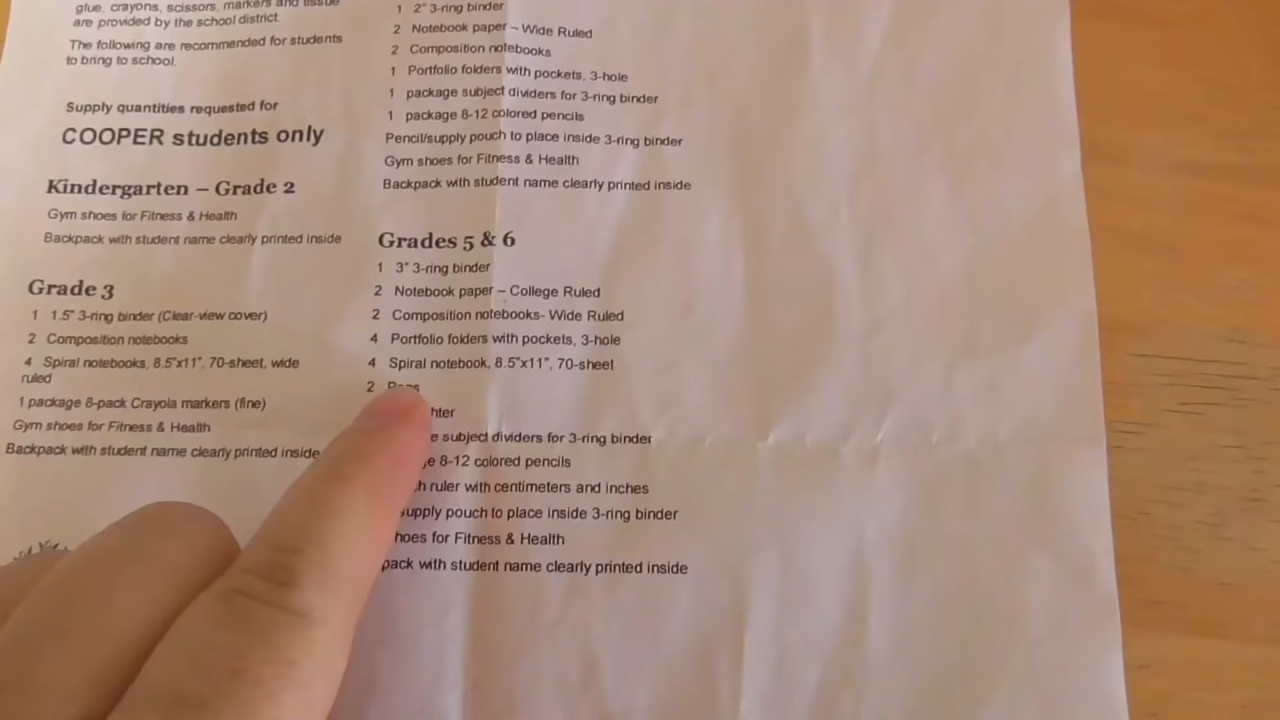 glue, crayons, scissors, markers and tissue
are provided by the school district.
The following are recommended for students
to bring to school.
Supply quantities requested for
COOPER students only
Kindergarten – Grade 2
Gym shoes for Fitness & Health
Backpack with student name clearly printed inside
Grade 3
1 1.5" 3-ring binder (Clear-view cover)
2 Composition notebooks
4 Spiral notebooks, 8.5"x11", 70-sheet, wide
ruled
1 package 8-pack Crayola markers (fine)
Gym shoes for Fitness & Health
Backpack with student name clearly printed inside
1 2" 3-ring binder
2 Notebook paper – Wide Ruled
2 Composition notebooks
1 Portfolio folders with pockets, 3-hole
1 package subject dividers for 3-ring binder
1 package 8-12 colored pencils
Pencil/supply pouch to place inside 3-ring binder
Gym shoes for Fitness & Health
Backpack with student name clearly printed inside
Grades 5 & 6
1 3" 3-ring binder
2 Notebook paper – College Ruled
2 Composition notebooks- Wide Ruled
4 Portfolio folders with pockets, 3-hole
4 Spiral notebook, 8.5"x11", 70-sheet
2
hter
e subject dividers for 3-ring binder
ge 8-12 colored pencils
h ruler with centimeters and inches
supply pouch to place inside 3-ring binder
hoes for Fitness & Health
pack with student name clearly printed inside